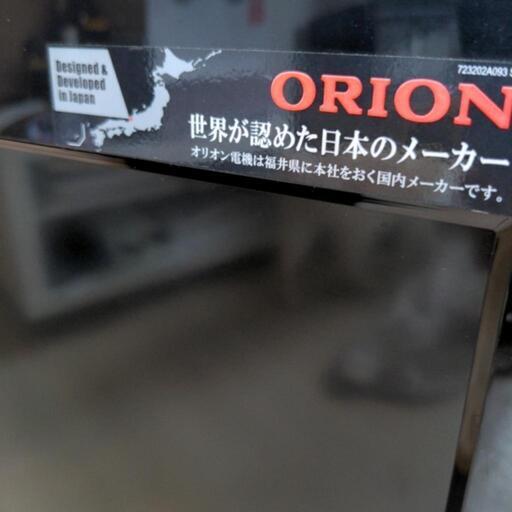 Designed &
Developed
in Japan
723202A093 S
ORION
世界が認めた日本のメーカー
オリオン電機は福井県に本社をおく国内メーカーです。